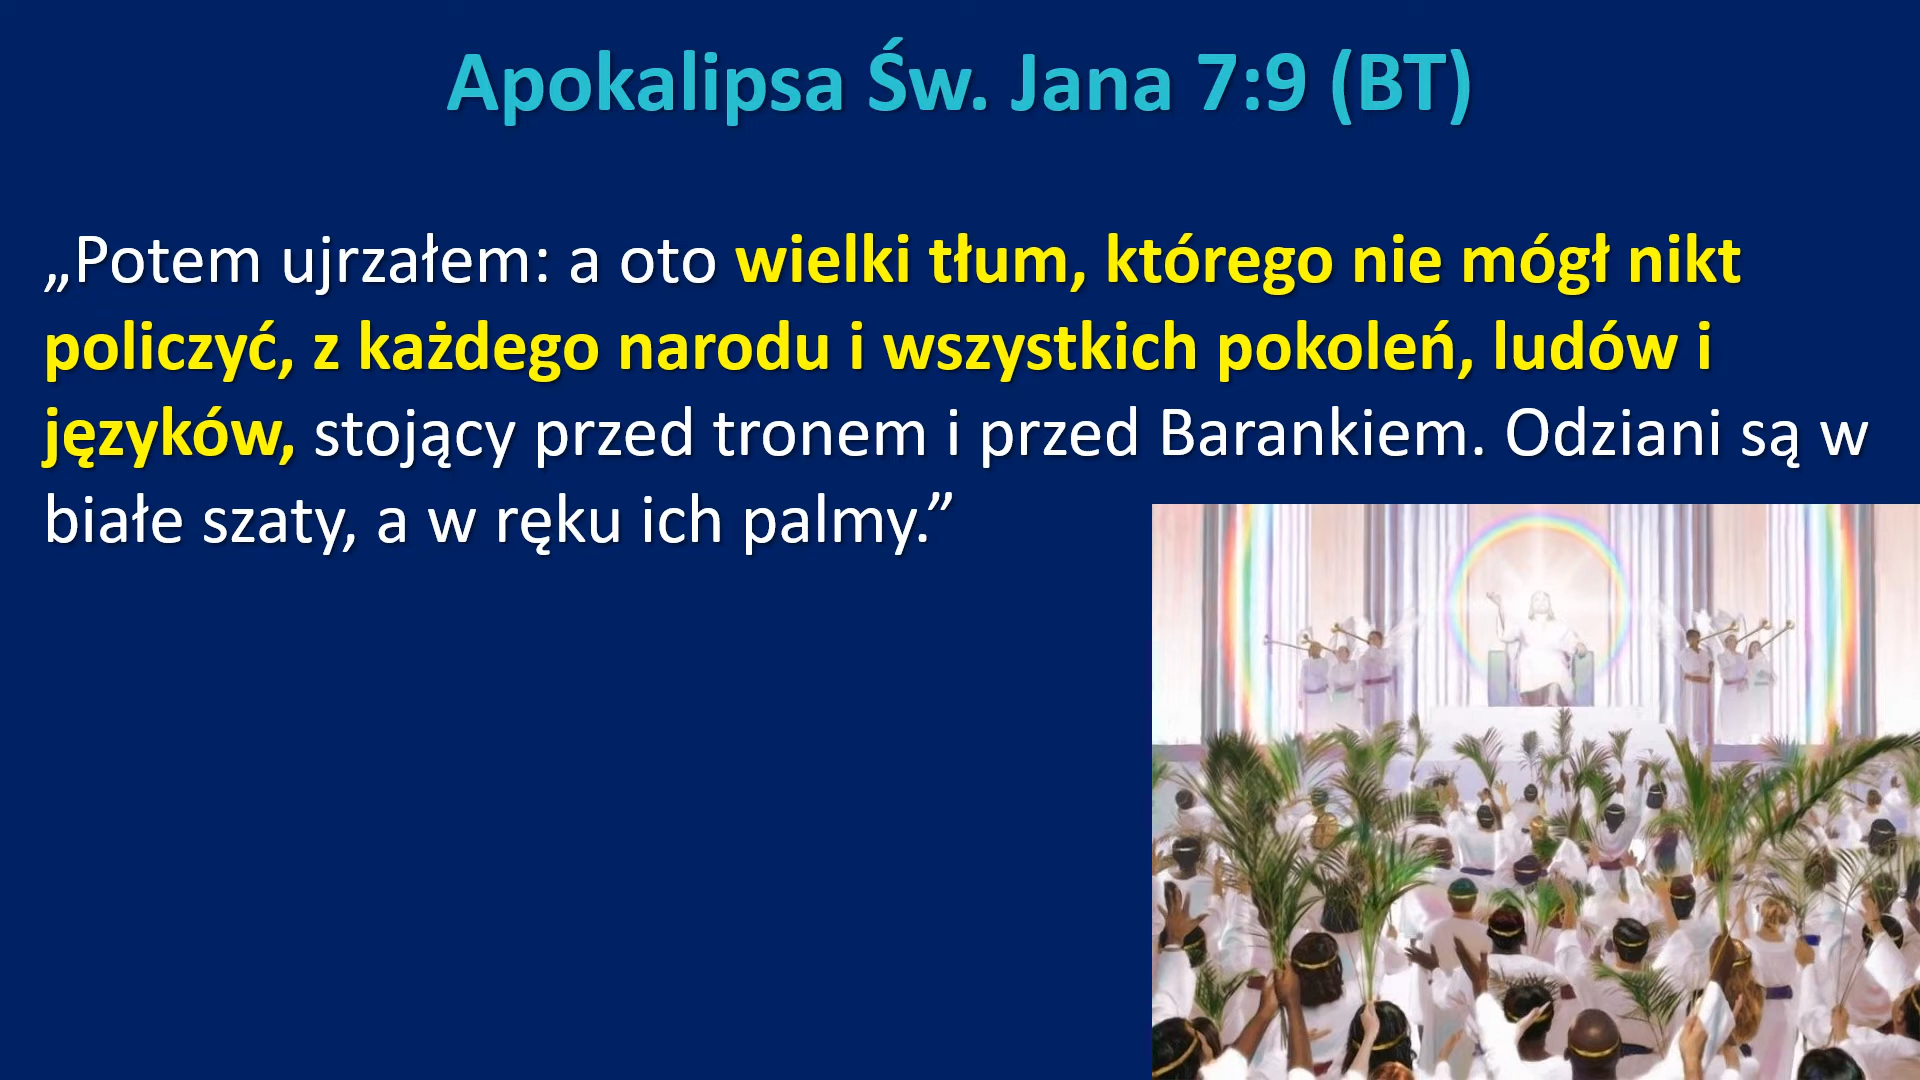 Apokalipsa Św. Jana 7:9 (BT)
„Potem ujrzałem: a oto wielki tłum, którego nie mógł nikt
policzyć, z każdego narodu i wszystkich pokoleń, ludów i
języków, stojący przed tronem i przed Barankiem. Odziani są w
białe szaty, a w ręku ich palmy.”